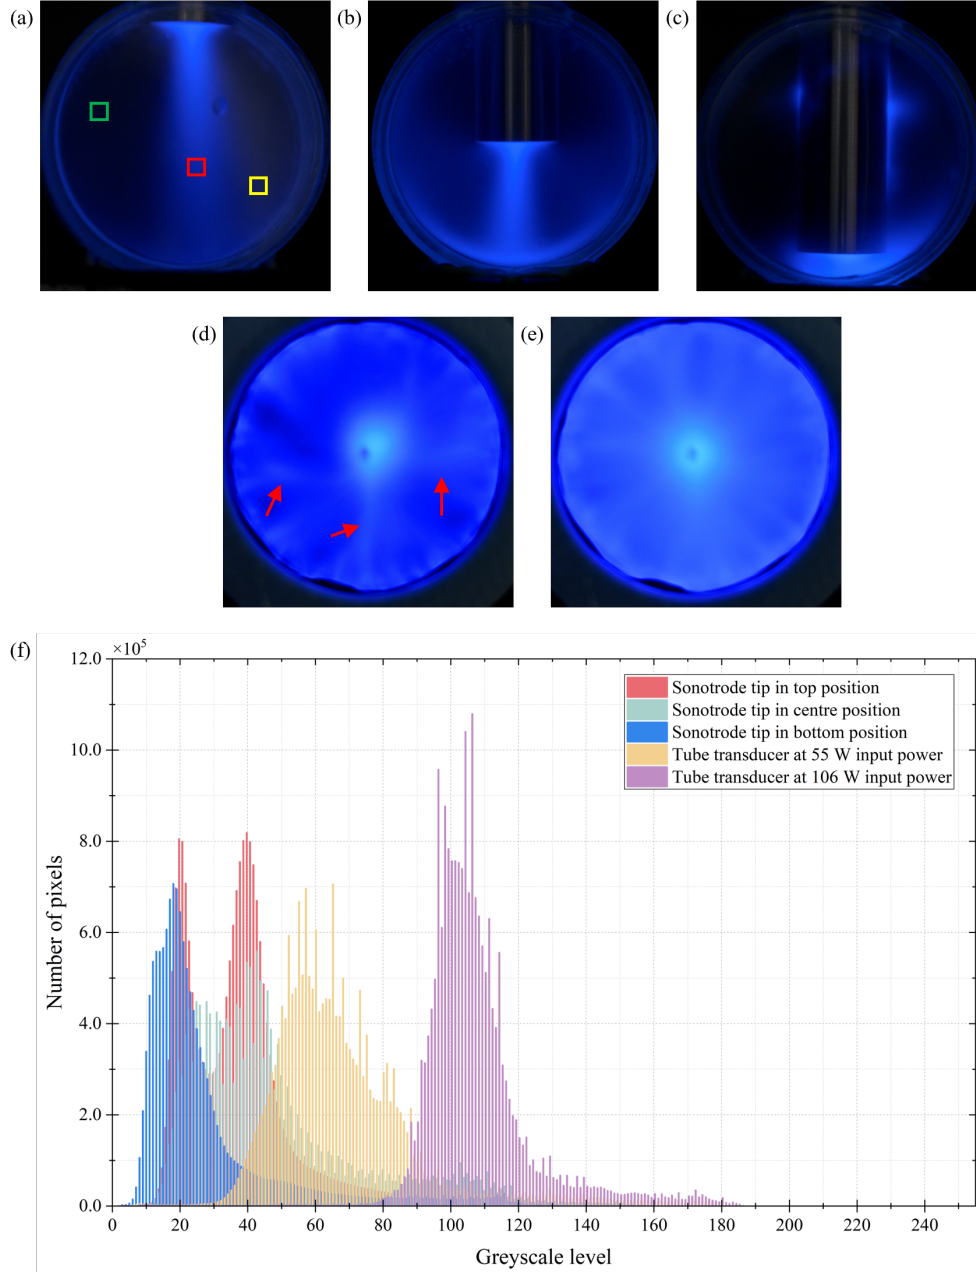 (a)
(b)
(c)
(d)
(e)
(f)
×10⁵
12.0
10.0
8.0
6.0
4.0
2.0
0.0
Number of pixels
Sonotrode tip in top position
Sonotrode tip in centre position
Sonotrode tip in bottom position
Tube transducer at 55 W input power
Tube transducer at 106 W input power
0 20 40 60 80 100 120 140 160 180 200 220 240
Greyscale level